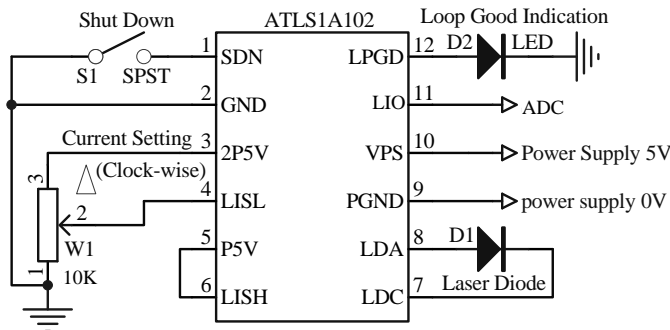 ATLS1A102
Shut Down
S1
SPST
1
SDN
2
GND
Current Setting
3
2P5V
(Clock-wise)
4
LISL
3
2
W1
1
10K
5
P5V
6
LISH
Loop Good Indication
LPGD
12
D2
LED
LIO
11
ADC
VPS
10
Power Supply 5V
PGND
9
power supply 0V
LDA
8
D1
Laser Diode
LDC
7